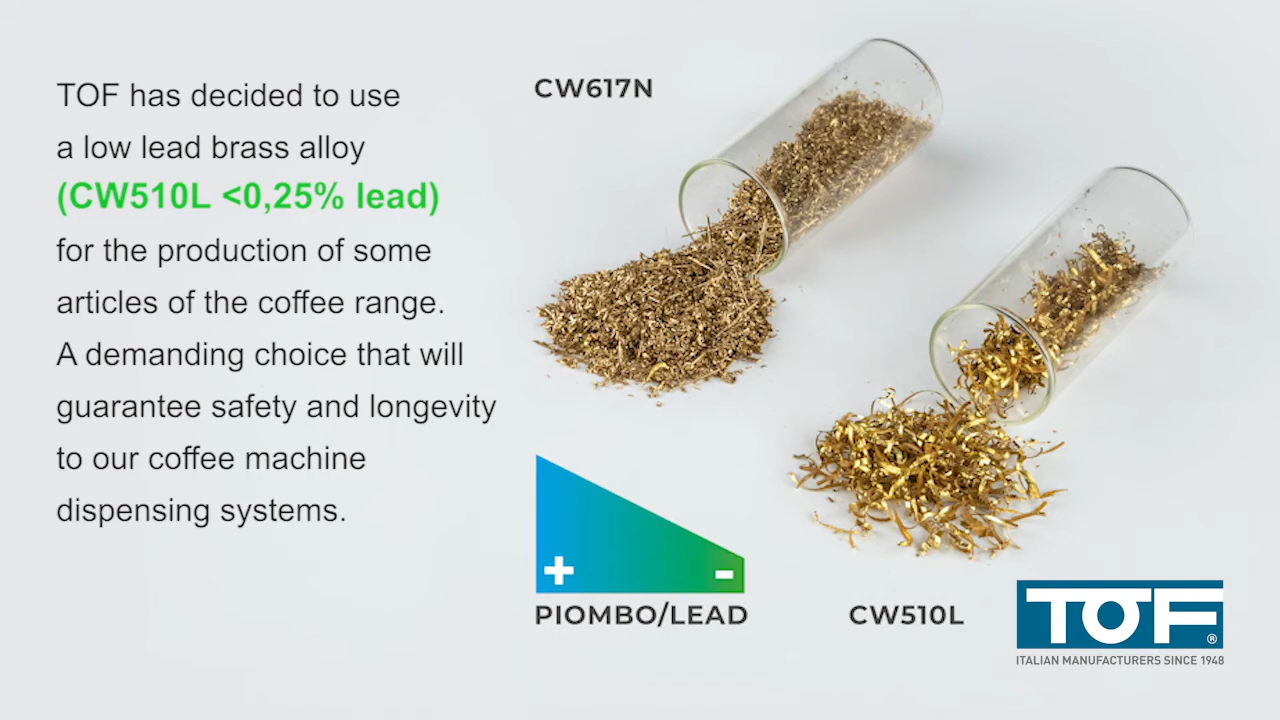 TOF has decided to use
a low lead brass alloy
(CW510L <0,25% lead)
for the production of some
articles of the coffee range.
A demanding choice that will
guarantee safety and longevity
to our coffee machine
dispensing systems.
CW617N
+ -
PIOMBO/LEAD
CW510L
TOF®
ITALIAN MANUFACTURERS SINCE 1948